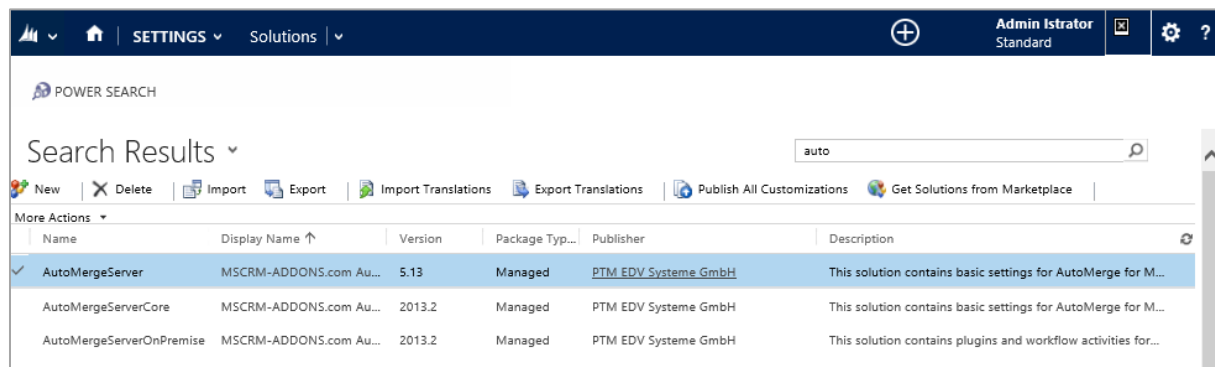 SETTINGS Solutions Admin Istrator
Standard ?
POWER SEARCH
Search Results auto
New Delete Import Export Import Translations Export Translations Publish All Customizations Get Solutions from Marketplace
More Actions
Name Display Name Version Package Typ... Publisher Description
AutoMergeServer MSCRM-ADDONS.com Au... 5.13 Managed PTM EDV Systeme GmbH This solution contains basic settings for AutoMerge for M...
AutoMergeServerCore MSCRM-ADDONS.com Au... 2013.2 Managed PTM EDV Systeme GmbH This solution contains basic settings for AutoMerge for M...
AutoMergeServerOnPremise MSCRM-ADDONS.com Au... 2013.2 Managed PTM EDV Systeme GmbH This solution contains plugins and workflow activities for...